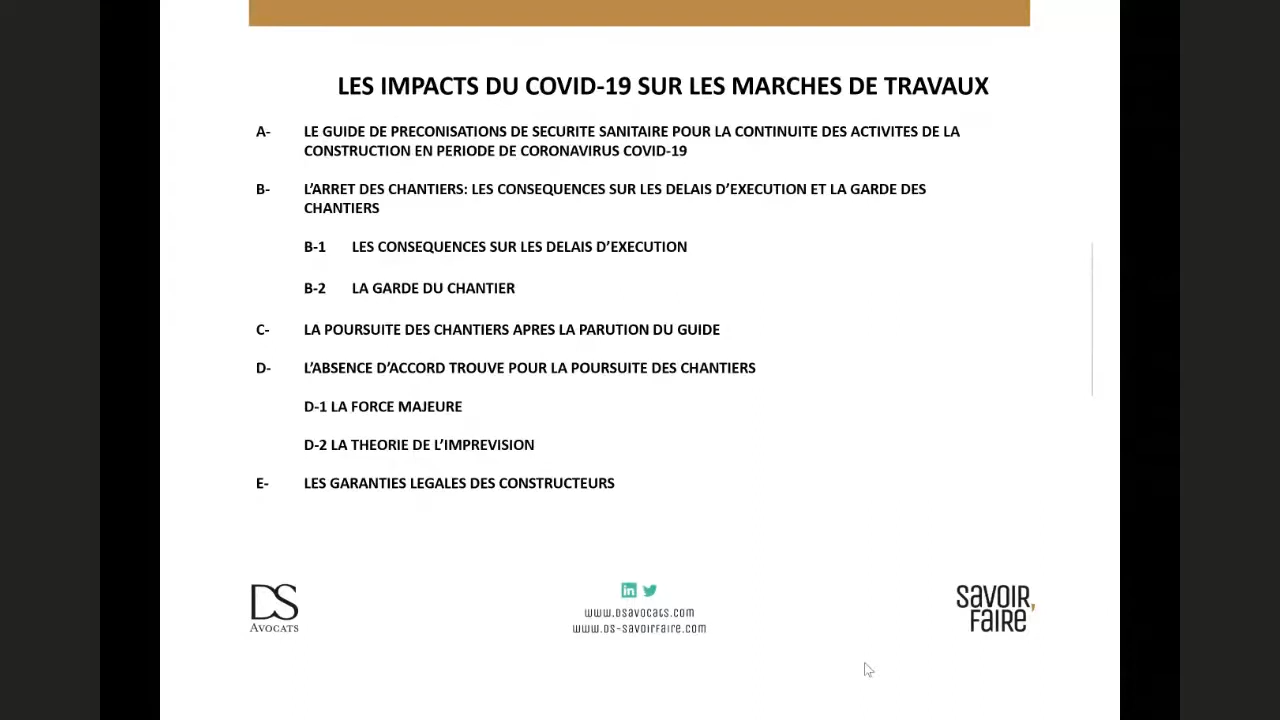 LES IMPACTS DU COVID-19 SUR LES MARCHES DE TRAVAUX
A- LE GUIDE DE PRECONISATIONS DE SECURITE SANITAIRE POUR LA CONTINUITE DES ACTIVITES DE LA
CONSTRUCTION EN PERIODE DE CORONAVIRUS COVID-19
B- L’ARRET DES CHANTIERS: LES CONSEQUENCES SUR LES DELAIS D’EXECUTION ET LA GARDE DES
CHANTIERS
B-1 LES CONSEQUENCES SUR LES DELAIS D’EXECUTION
B-2 LA GARDE DU CHANTIER
C- LA POURSUITE DES CHANTIERS APRES LA PARUTION DU GUIDE
D- L’ABSENCE D’ACCORD TROUVE POUR LA POURSUITE DES CHANTIERS
D-1 LA FORCE MAJEURE
D-2 LA THEORIE DE L’IMPREVISION
E- LES GARANTIES LEGALES DES CONSTRUCTEURS
DS
AVOCATS
in
www.dsavocats.com
www.ds-savoirfaire.com
SAVOIR,
FAIRE